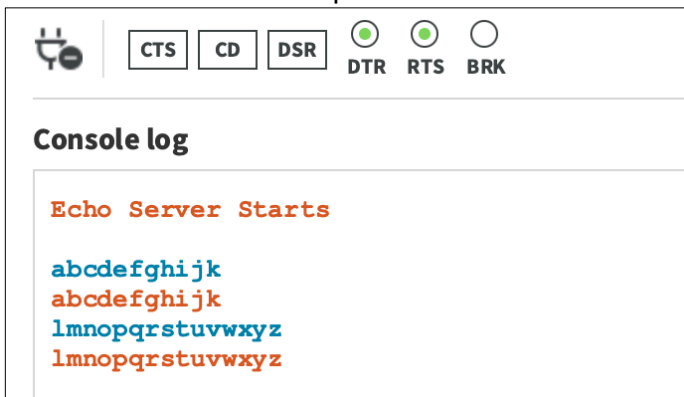 CTS CD DSR
DTR RTS BRK
Console log
Echo Server Starts
abcdefghijk
abcdefghijk
lmnopqrstuvwxyz
lmnopqrstuvwxyz